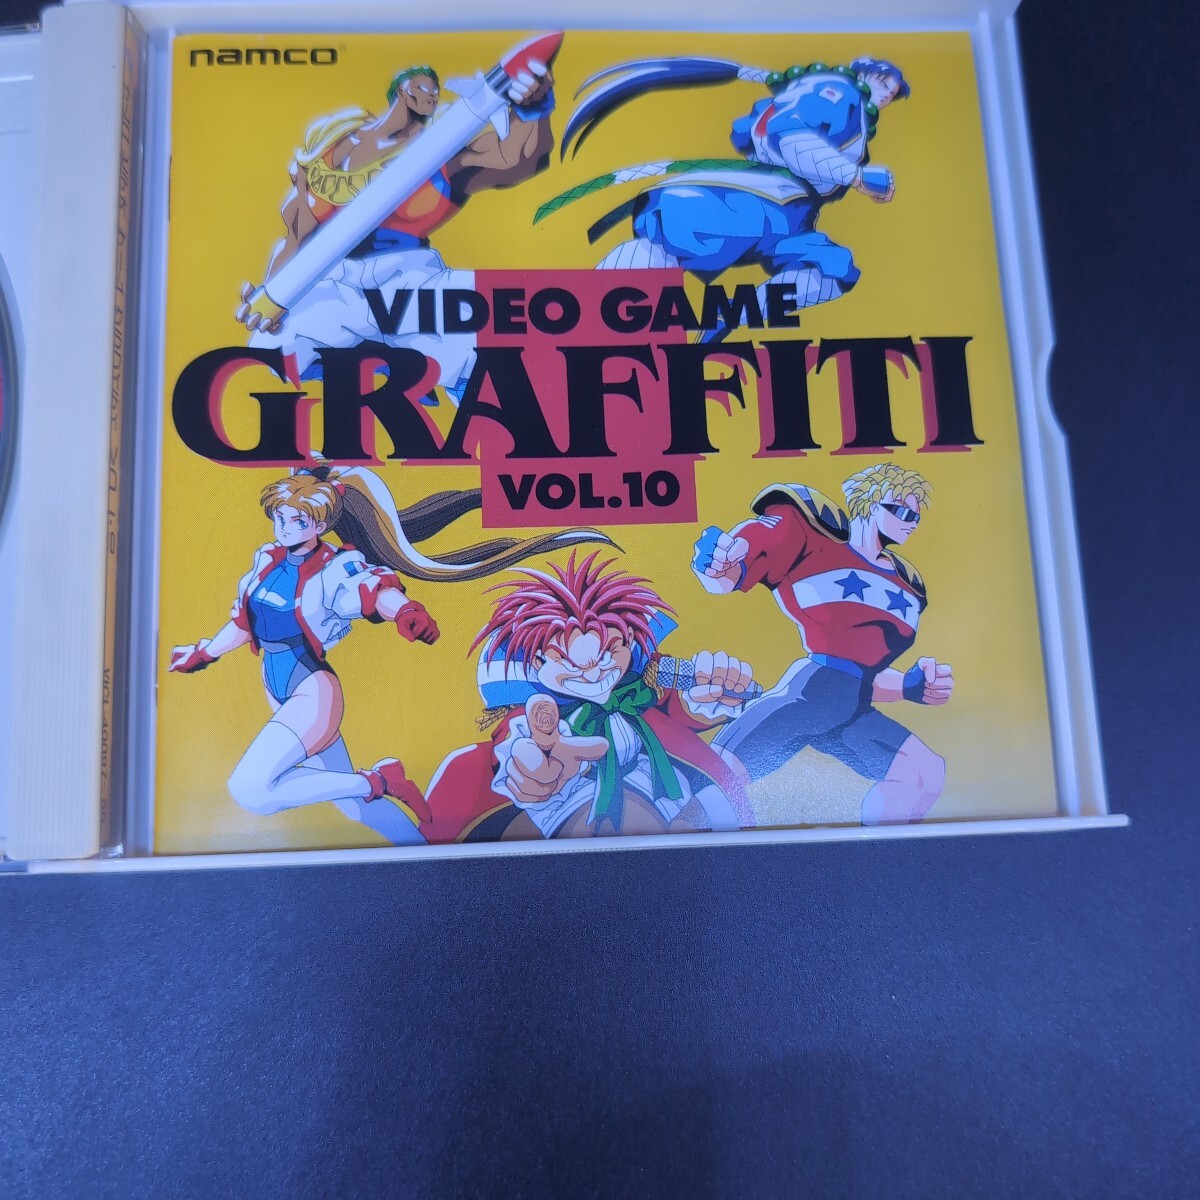 namco
VIDEO GAME
GRAFFITI
VOL.10